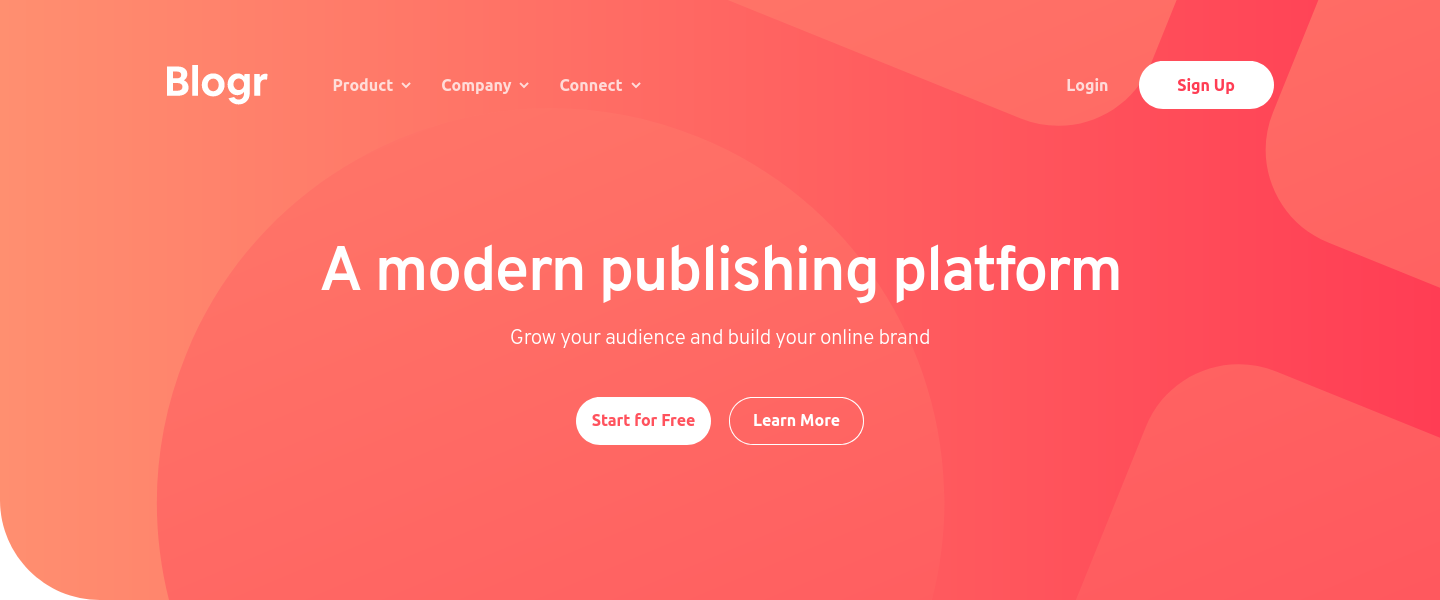 Blogr
Product
Company
Connect
Login
Sign Up
A modern publishing platform
Grow your audience and build your online brand
Start for Free
Learn More